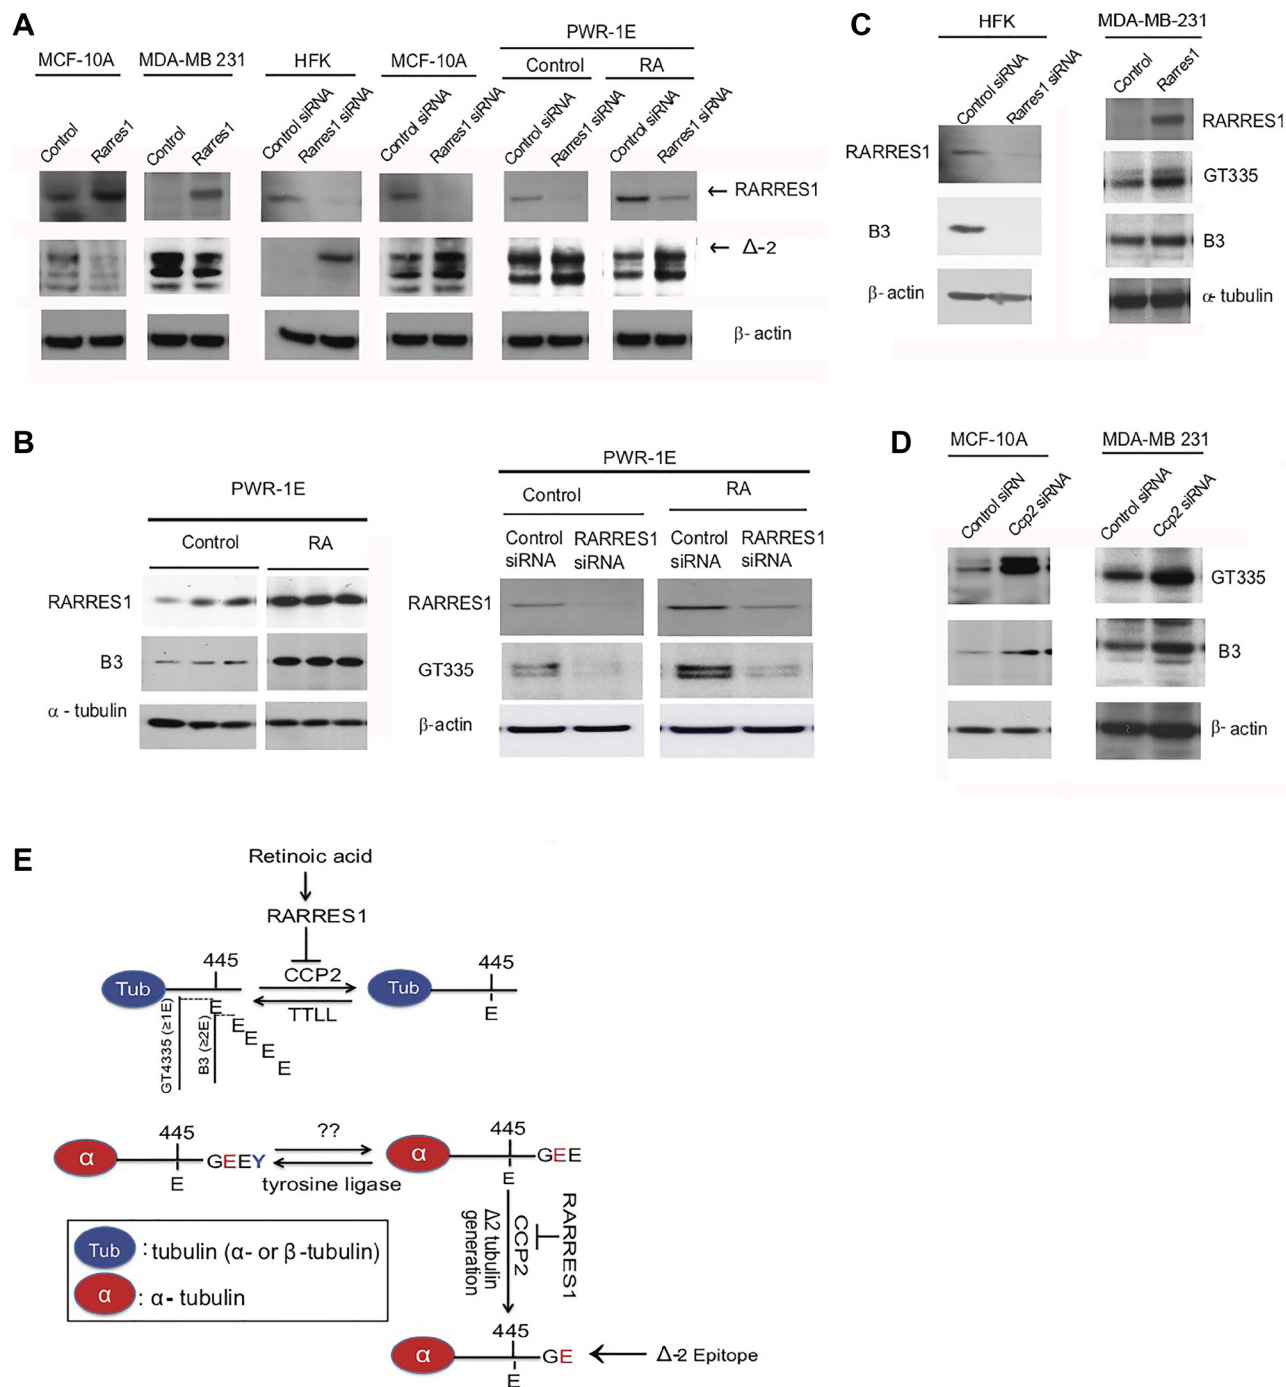 A
MCF-10A
MDA-MB 231
HFK
MCF-10A
PWR-1E
Control
RA
Control
Rarres1
Control
Rarres1
Control siRNA
Rarres1 siRNA
Control siRNA
Rarres1 siRNA
Control siRNA
Rarres1 siRNA
Control siRNA
Rarres1 siRNA
← RARRES1
← Δ-2
β- actin
C
HFK
MDA-MB-231
Control siRNA
Rarres1 siRNA
Control
Rarres1
RARRES1
B3
β- actin
RARRES1
GT335
B3
α- tubulin
B
PWR-1E
Control
RA
RARRES1
B3
α - tubulin
PWR-1E
Control
RA
Control siRNA
RARRES1 siRNA
Control siRNA
RARRES1 siRNA
RARRES1
GT335
β-actin
D
MCF-10A
MDA-MB 231
Control siRN
Ccp2 siRNA
Control siRNA
Ccp2 siRNA
GT335
B3
β- actin
E
Retinoic acid
RARRES1
445
CCP2
445
Tub
TTLL
Tub
E
GT4335 (≥1E)
B3 (≥2E)
E
E
E
E
E
445
??
445
α
GEEY
α
GEE
E
tyrosine ligase
E
Δ2 tubulin generation
CCP2
RARRES1
Tub
: tubulin (α- or β-tubulin)
α
: α- tubulin
445
α
GE
Δ-2 Epitope
E